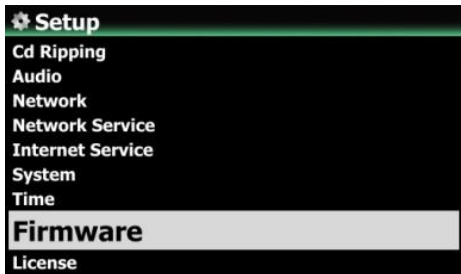 Setup
Cd Ripping
Audio
Network
Network Service
Internet Service
System
Time
Firmware
License